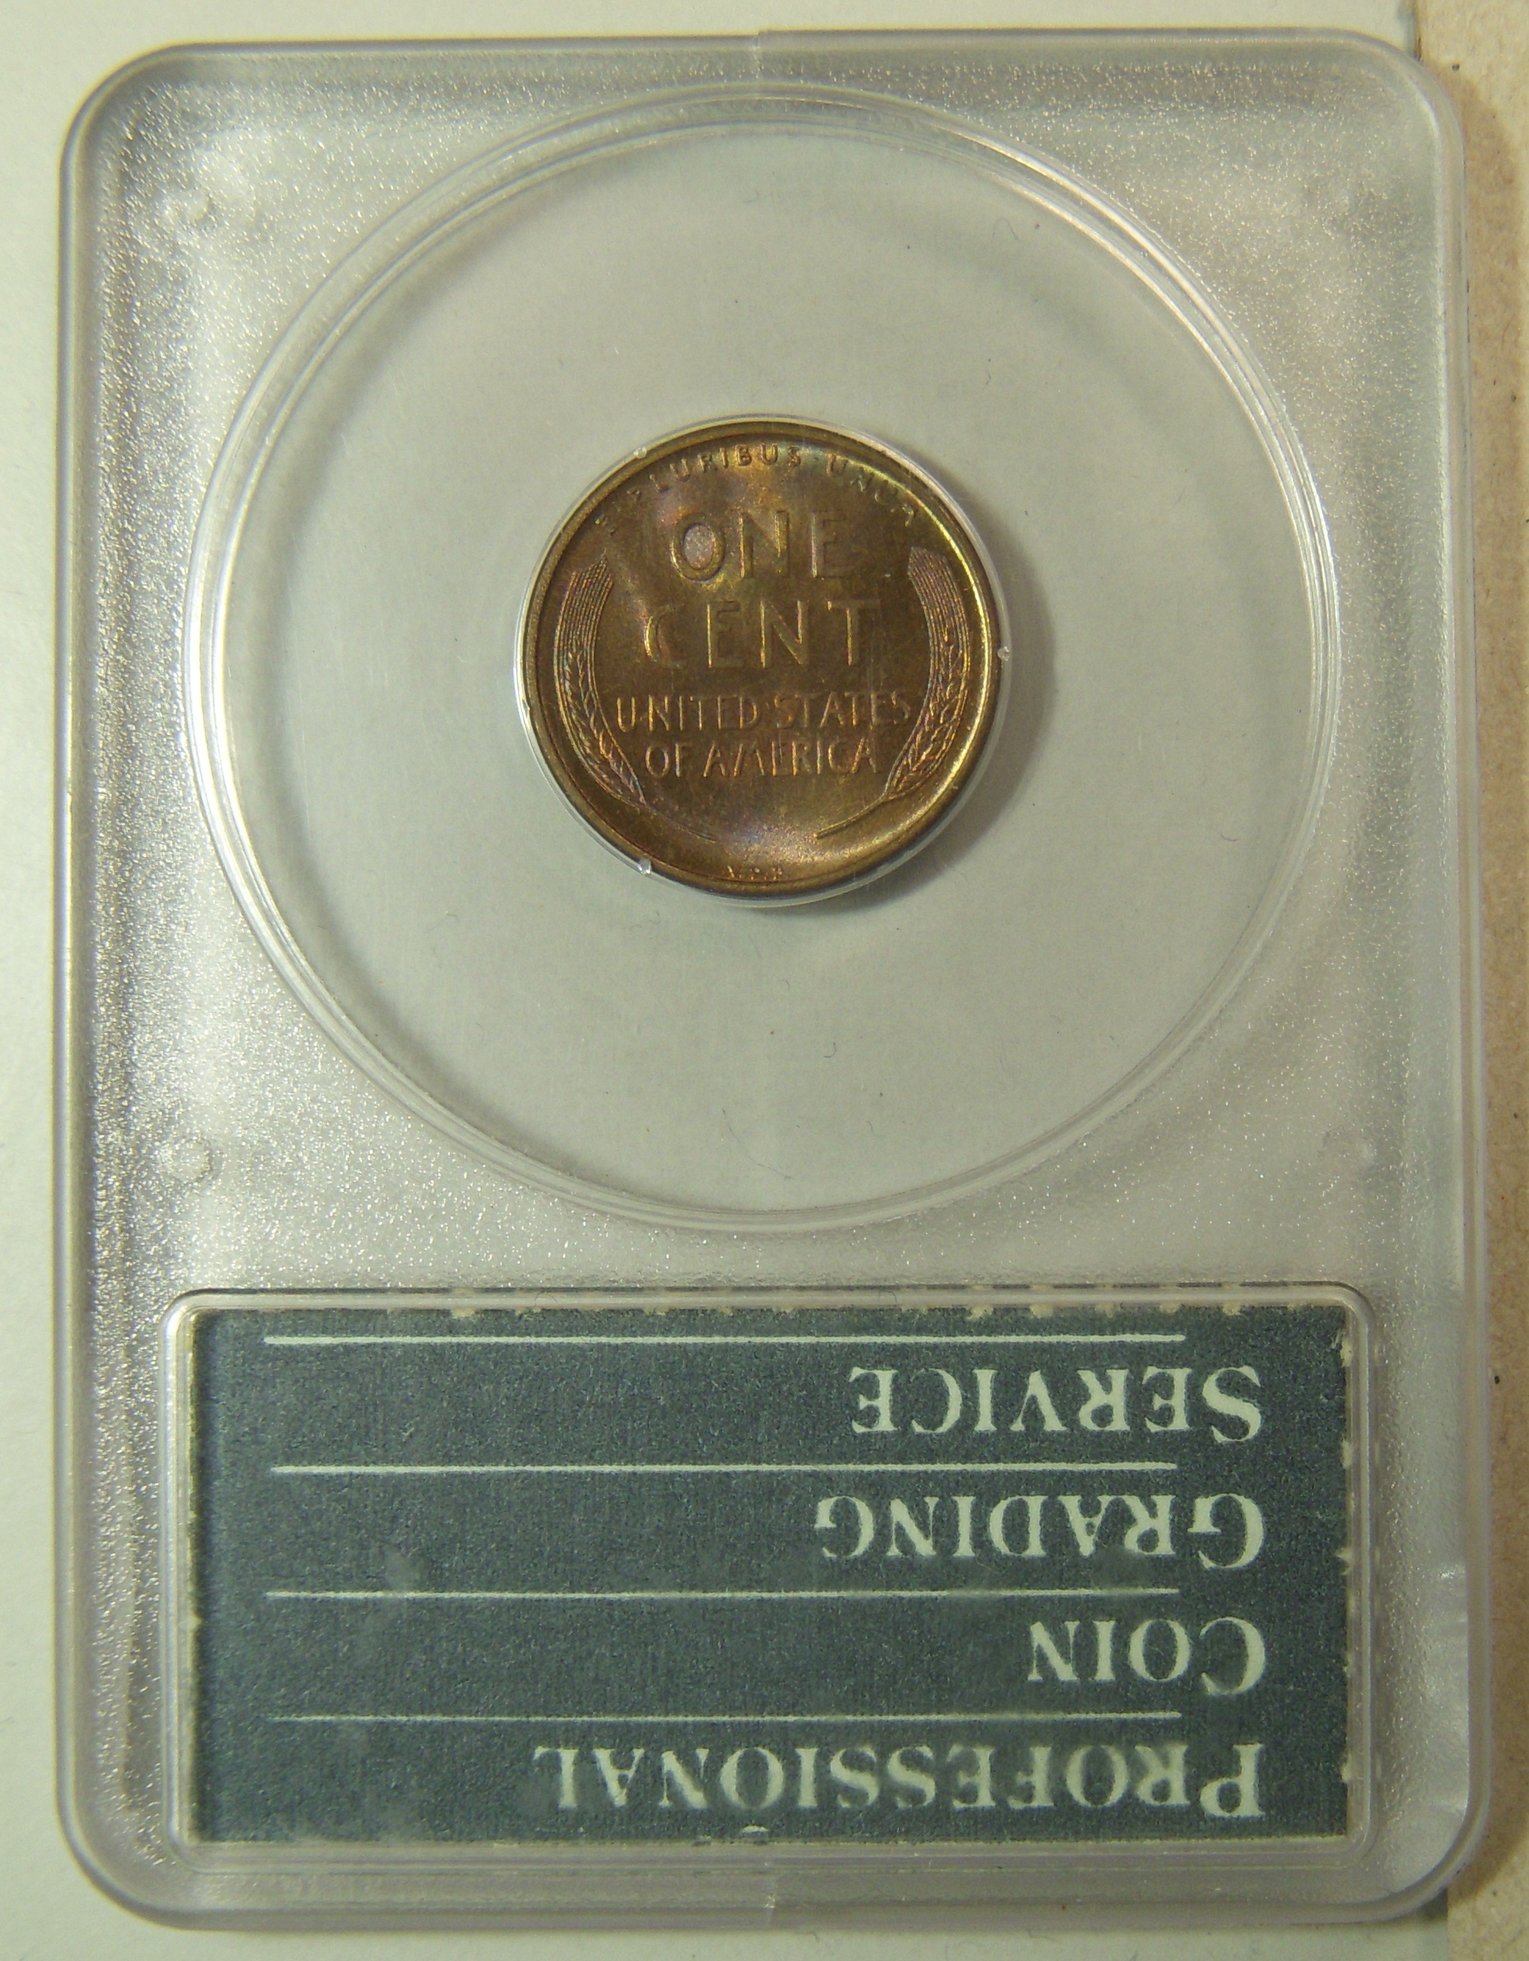 E PLURIBUS UNUM
ONE
CENT
UNITED STATES
OF AMERICA
V.D.B.
PROFESSIONAL
COIN
GRADING
SERVICE